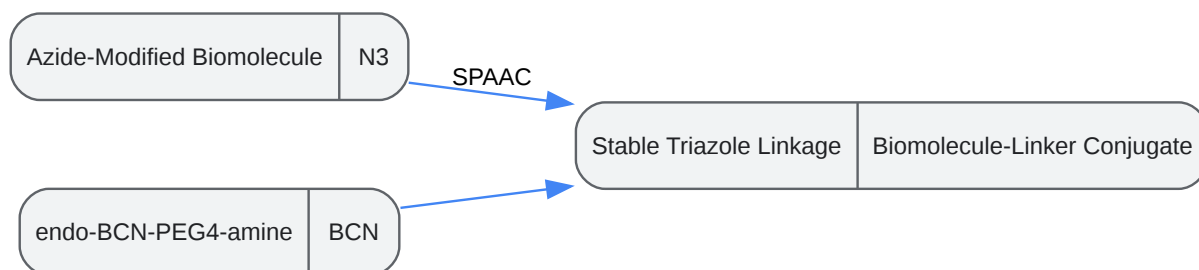 Azide-Modified Biomolecule
N3
SPAAC
Stable Triazole Linkage
Biomolecule-Linker Conjugate
endo-BCN-PEG4-amine
BCN